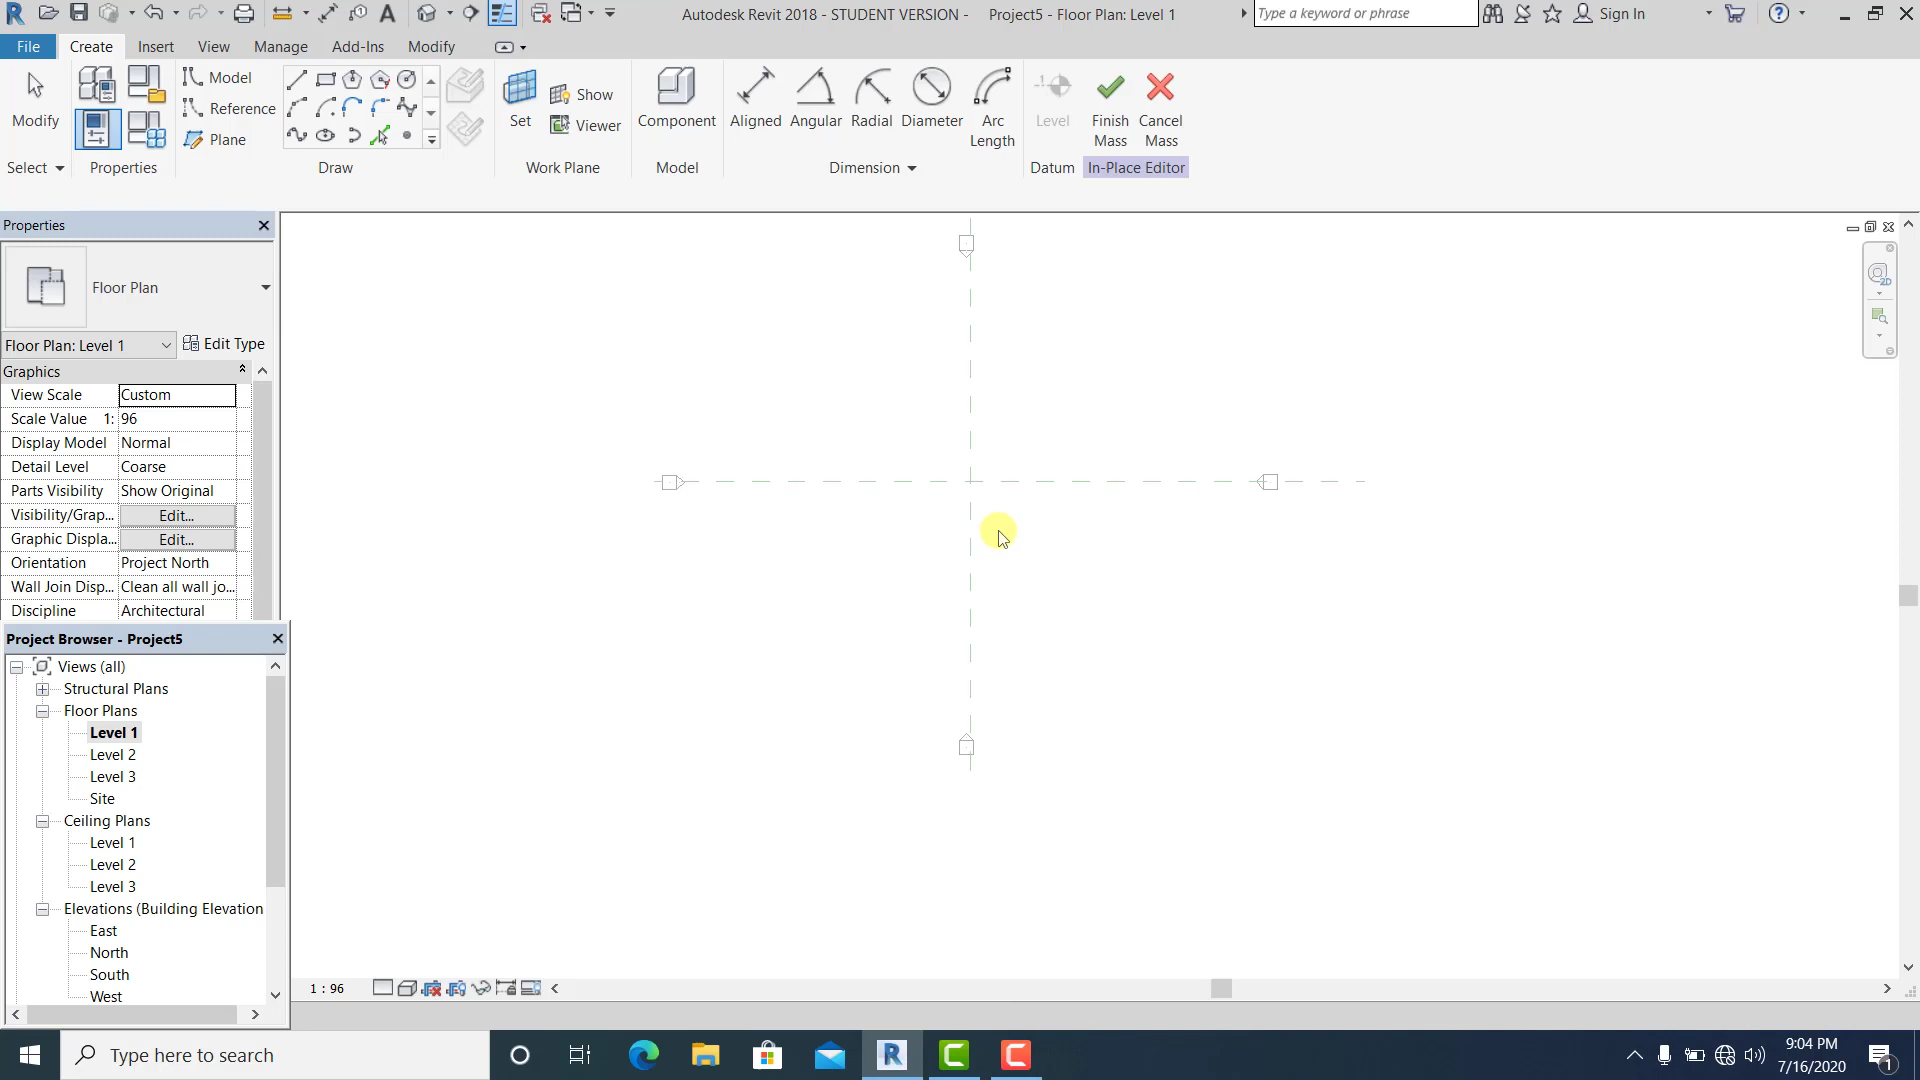 Autodesk Revit 2018 - STUDENT VERSION - Project5 - Floor Plan: Level 1
Type a keyword or phrase
Sign In
File Create Insert View Manage Add-Ins Modify
Modify
Model
Reference
Plane
Set
Show
Viewer
Component
Aligned
Angular
Radial
Diameter
Arc
Length
Level
Finish
Mass
Cancel
Mass
Select Properties Draw Work Plane Model Dimension Datum In-Place Editor
Properties
Floor Plan
Floor Plan: Level 1 Edit Type
Graphics
View Scale Custom
Scale Value 1: 96
Display Model Normal
Detail Level Coarse
Parts Visibility Show Original
Visibility/Grap... Edit...
Graphic Displa... Edit...
Orientation Project North
Wall Join Disp... Clean all wall jo...
Discipline Architectural
Project Browser - Project5
Views (all)
Structural Plans
Floor Plans
Level 1
Level 2
Level 3
Site
Ceiling Plans
Level 1
Level 2
Level 3
Elevations (Building Elevation
East
North
South
West
1 : 96
Type here to search
9:04 PM
7/16/2020
1